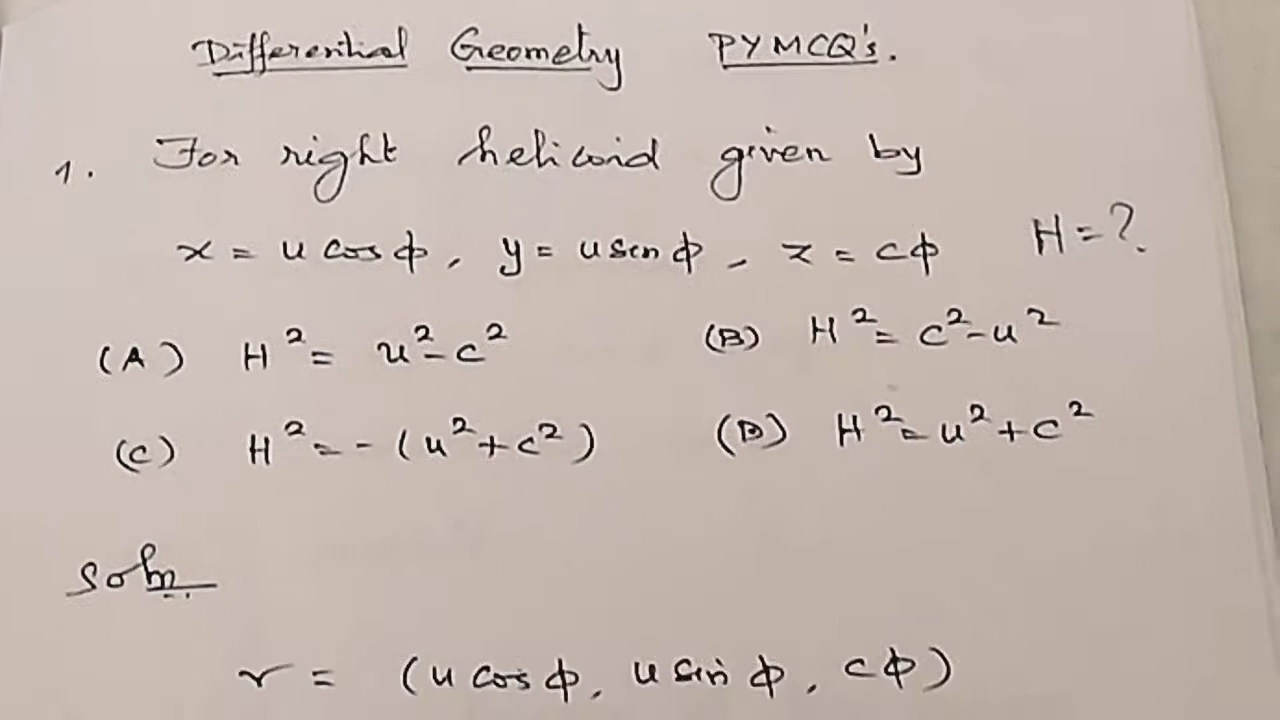 Differential Geometry PYMCQ's.
1. For right helicoid given by
x = u cos ϕ, y = u sin ϕ, z = cϕ H = ?
(A) H² = u² - c² (B) H² = c² - u²
(C) H² = - (u² + c²) (D) H² = u² + c²
Soln
r = (u cos ϕ, u sin ϕ, cϕ)